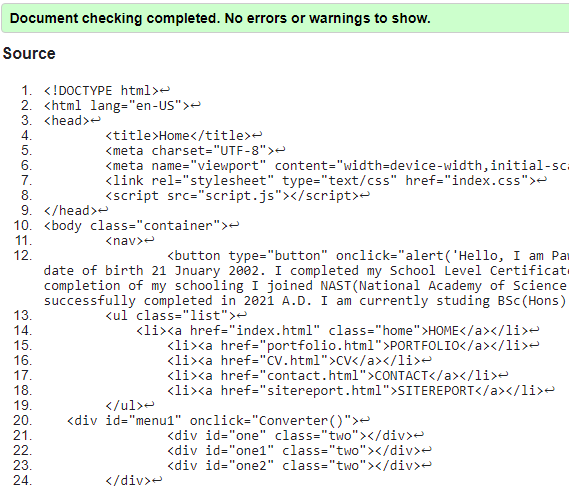 Document checking completed. No errors or warnings to show.
Source
1. <!DOCTYPE html>↩
2. <html lang="en-US">↩
3. <head>↩
4. <title>Home</title>↩
5. <meta charset="UTF-8">↩
6. <meta name="viewport" content="width=device-width,initial-sca
7. <link rel="stylesheet" type="text/css" href="index.css">↩
8. <script src="script.js"></script>↩
9. </head>↩
10. <body class="container">↩
11. <nav>↩
12. <button type="button" onclick="alert('Hello, I am Pa
date of birth 21 Jnuary 2002. I completed my School Level Certificat
completion of my schooling I joined NAST(National Academy of Science
successfully completed in 2021 A.D. I am currently studing BSc(Hons)
13. <ul class="list">↩
14. <li><a href="index.html" class="home">HOME</a></li>↩
15. <li><a href="portfolio.html">PORTFOLIO</a></li>↩
16. <li><a href="CV.html">CV</a></li>↩
17. <li><a href="contact.html">CONTACT</a></li>↩
18. <li><a href="sitereport.html">SITEREPORT</a></li>↩
19. </ul>↩
20. <div id="menu1" onclick="Converter()">↩
21. <div id="one" class="two"></div>↩
22. <div id="one1" class="two"></div>↩
23. <div id="one2" class="two"></div>↩
24. </div>↩